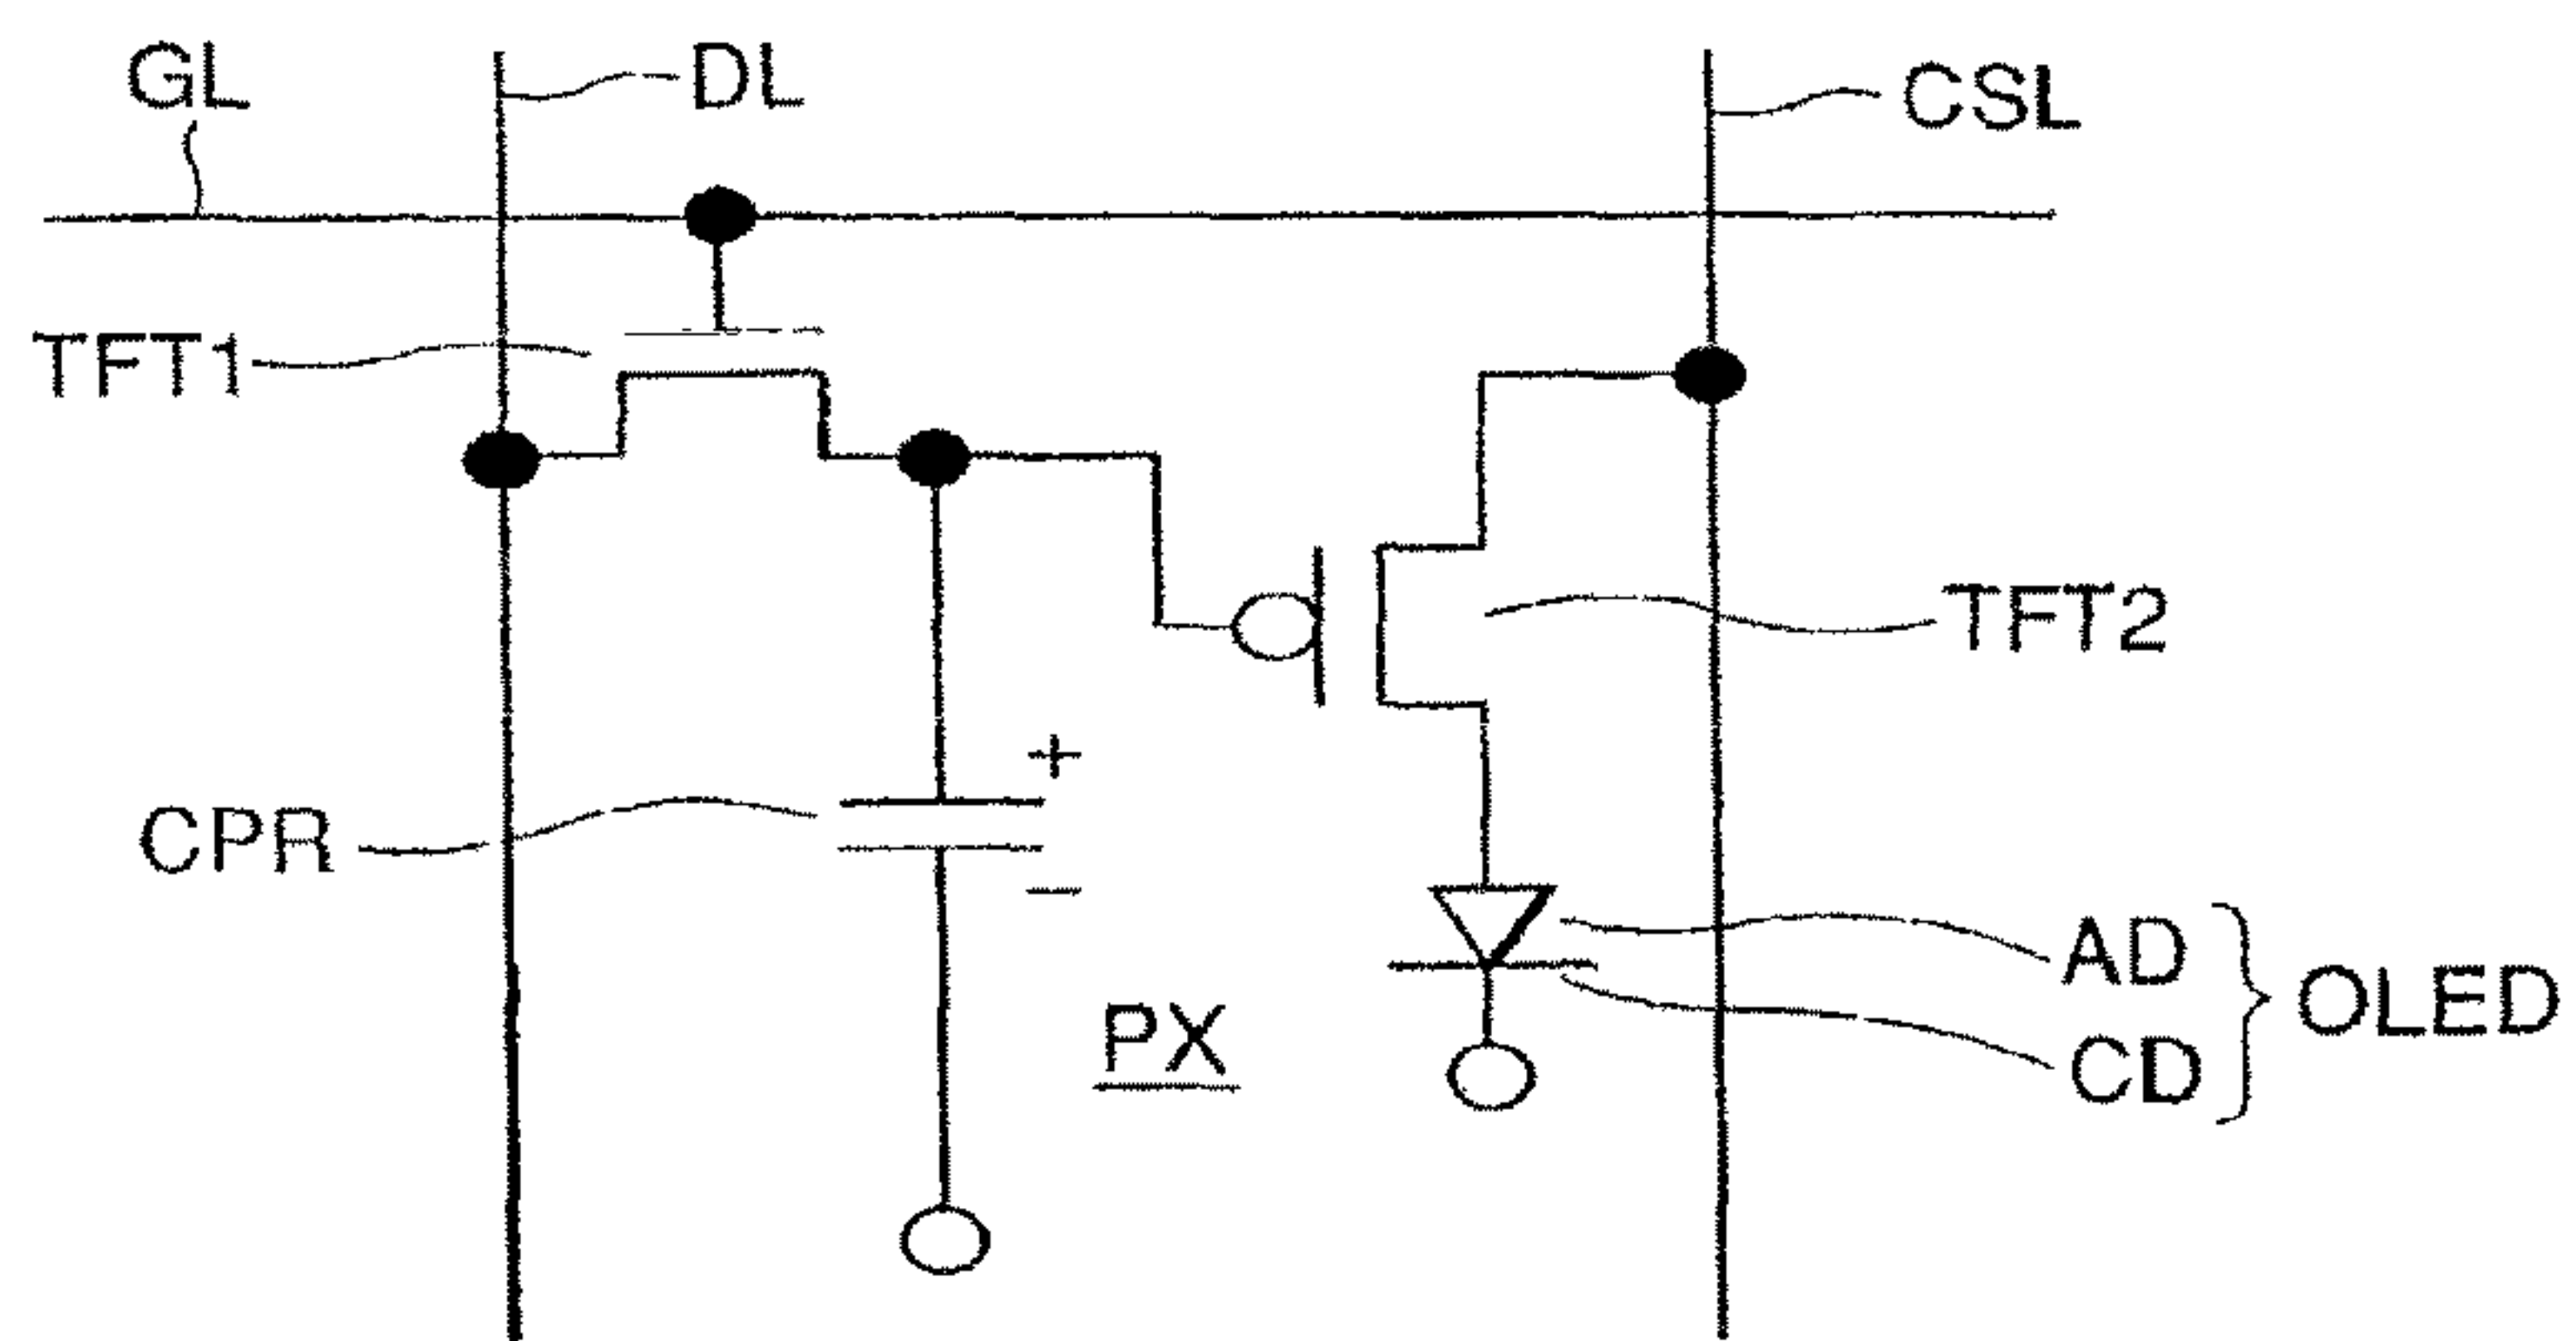 GL
DL
CSL
TFT1
TFT2
+
CPR
−
AD
OLED
PX
CD